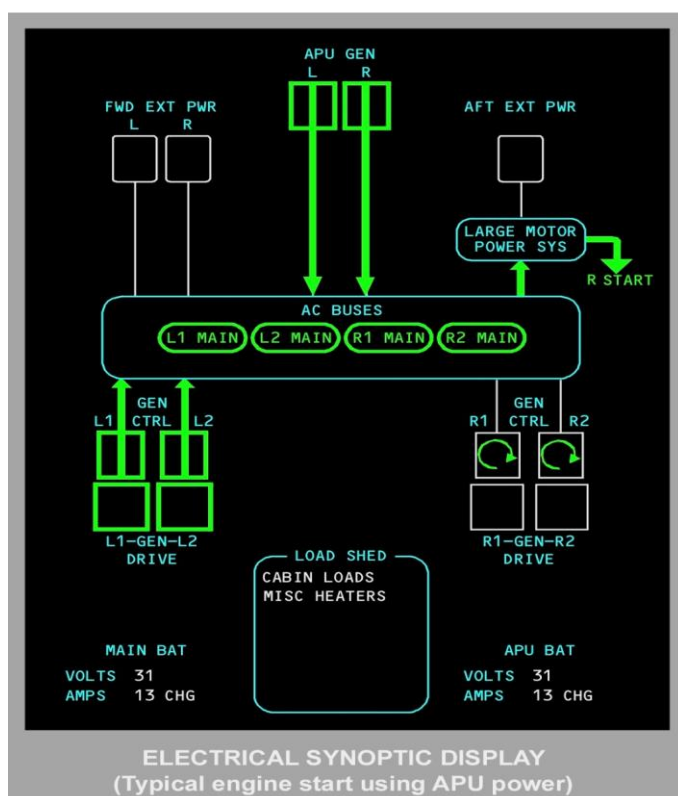 APU GEN
L R
FWD EXT PWR
L R
AFT EXT PWR
LARGE MOTOR
POWER SYS
R START
AC BUSES
L1 MAIN L2 MAIN R1 MAIN R2 MAIN
GEN
L1 CTRL L2
GEN
R1 CTRL R2
L1-GEN-L2
DRIVE
R1-GEN-R2
DRIVE
LOAD SHED
CABIN LOADS
MISC HEATERS
MAIN BAT
VOLTS 31
AMPS 13 CHG
APU BAT
VOLTS 31
AMPS 13 CHG
ELECTRICAL SYNOPTIC DISPLAY
(Typical engine start using APU power)